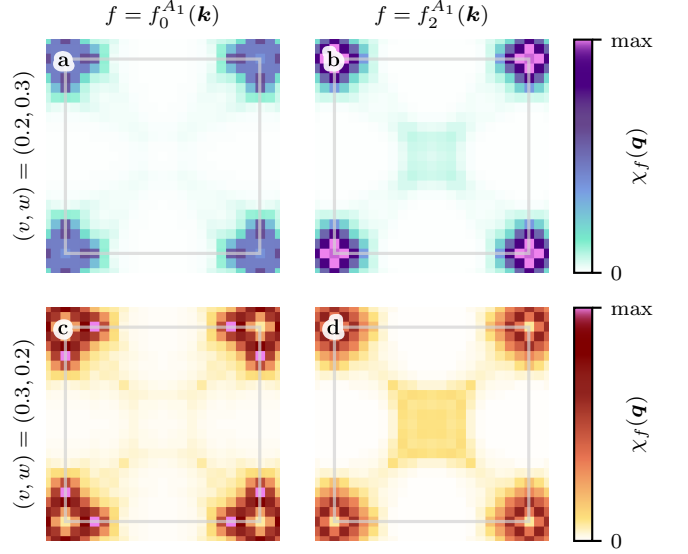 f = f_0^{A_1}(k)
f = f_2^{A_1}(k)
(v, w) = (0.2, 0.3)
a
b
max
χ_f(q)
0
(v, w) = (0.3, 0.2)
c
d
max
χ_f(q)
0